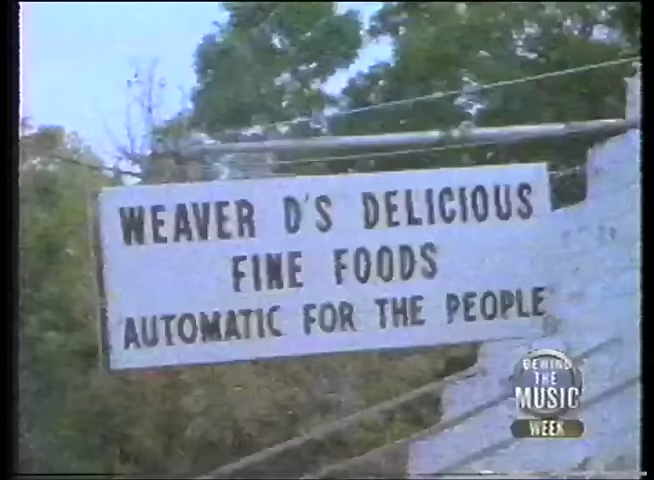 WEAVER D'S DELICIOUS
FINE FOODS
AUTOMATIC FOR THE PEOPLE
BEHIND
THE
MUSIC
WEEK